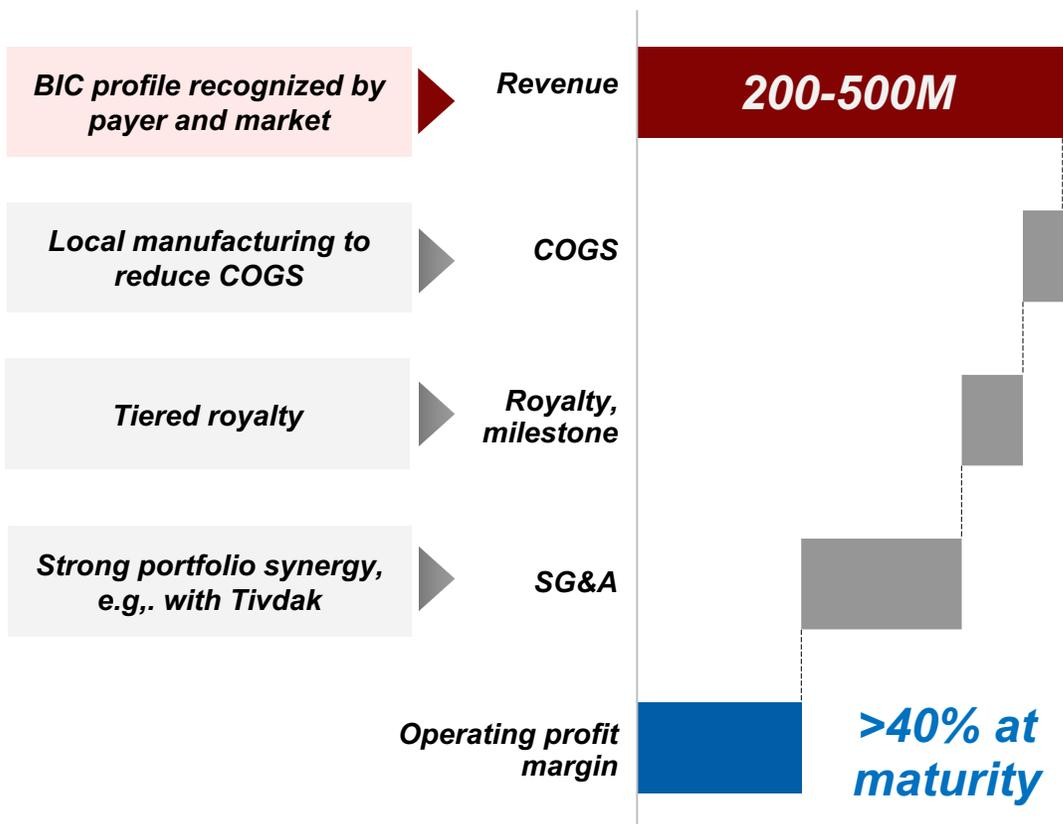 BIC profile recognized by
payer and market
Revenue
200-500M
Local manufacturing to
reduce COGS
COGS
Tiered royalty
Royalty,
milestone
Strong portfolio synergy,
e.g,. with Tivdak
SG&A
Operating profit
margin
>40% at
maturity